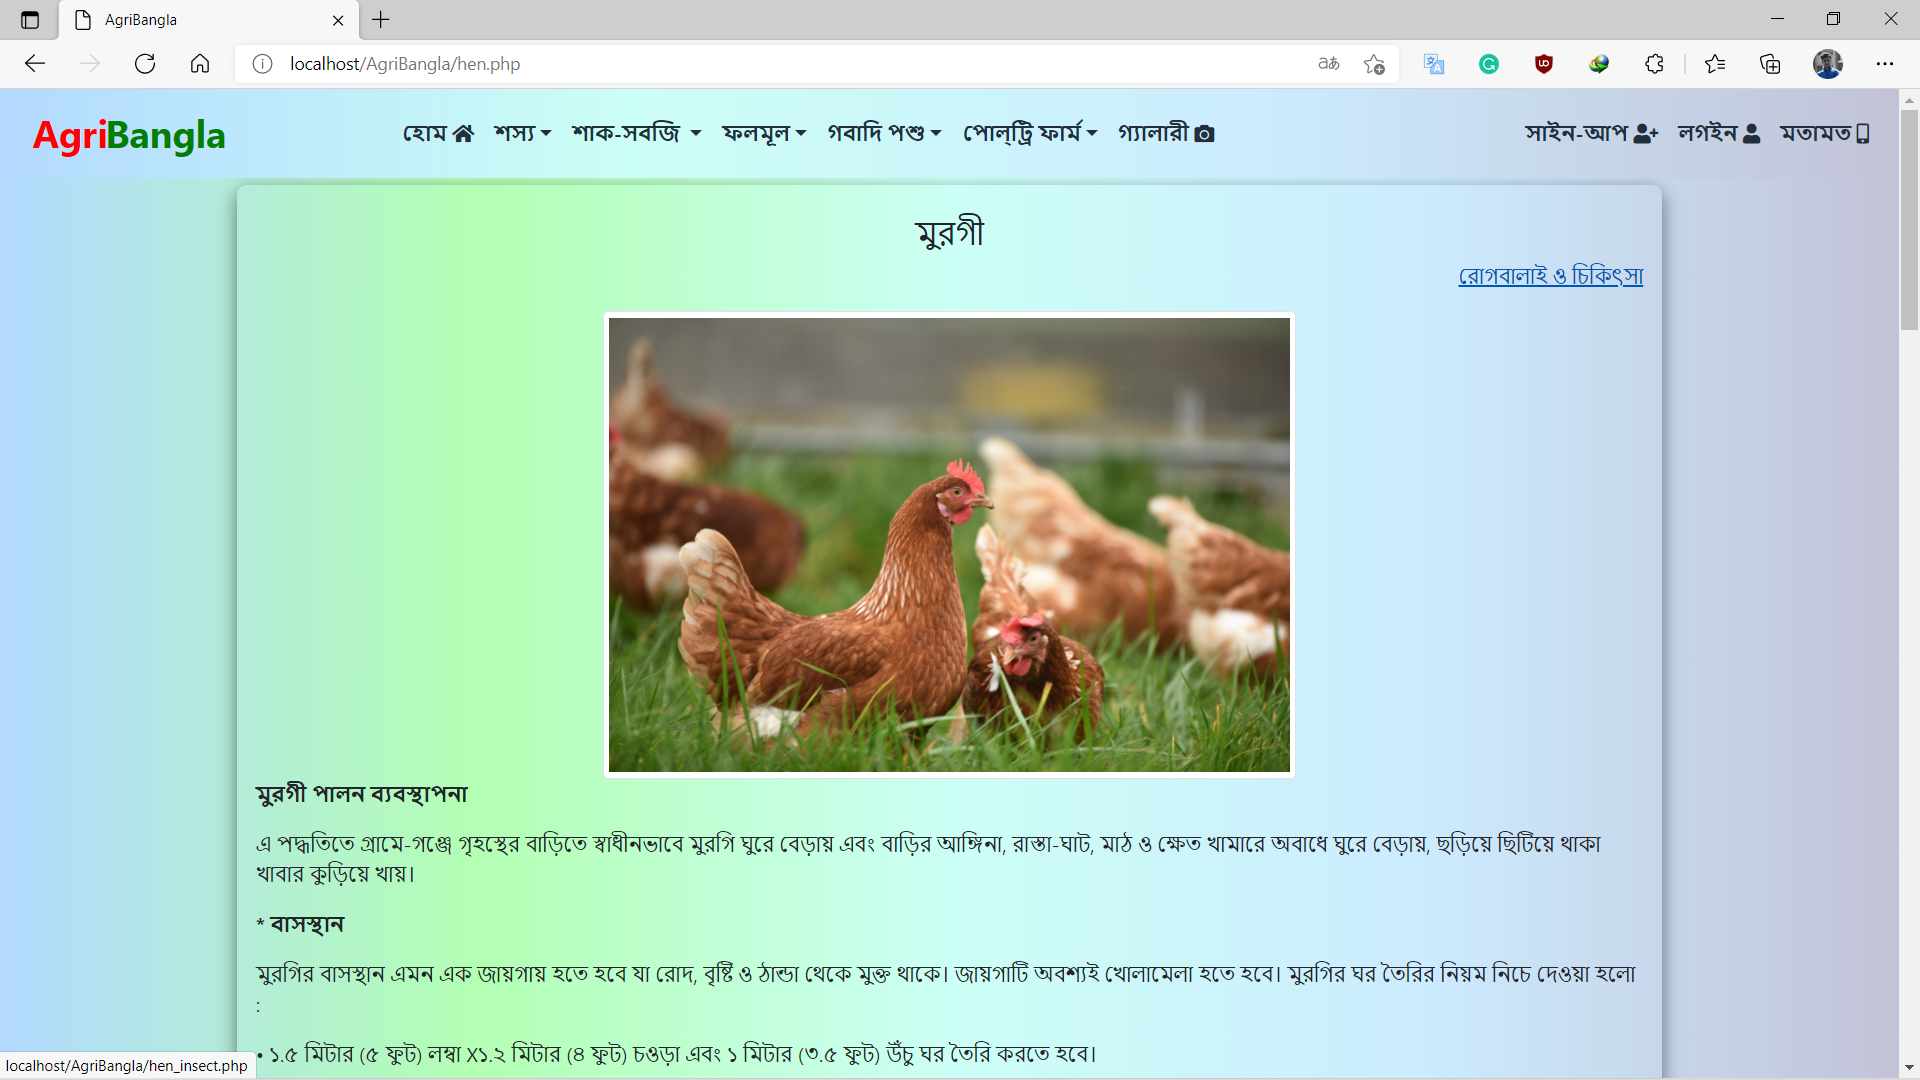 AgriBangla
localhost/AgriBangla/hen.php
AgriBangla
হোম শস্য শাক-সবজি ফলমূল গবাদি পশু পোল্ট্রি ফার্ম গ্যালারী সাইন-আপ লগইন মতামত
মুরগী
রোগবালাই ও চিকিৎসা
মুরগী পালন ব্যবস্থাপনা
এ পদ্ধতিতে গ্রামে-গঞ্জে গৃহস্থের বাড়িতে স্বাধীনভাবে মুরগি ঘুরে বেড়ায় এবং বাড়ির আঙ্গিনা, রাস্তা-ঘাট, মাঠ ও ক্ষেত খামারে অবাধে ঘুরে বেড়ায়, ছড়িয়ে ছিটিয়ে থাকা
খাবার কুড়িয়ে খায়।
* বাসস্থান
মুরগির বাসস্থান এমন এক জায়গায় হতে হবে যা রোদ, বৃষ্টি ও ঠান্ডা থেকে মুক্ত থাকে। জায়গাটি অবশ্যই খোলামেলা হতে হবে। মুরগির ঘর তৈরির নিয়ম নিচে দেওয়া হলো
:
• ১.৫ মিটার (৫ ফুট) লম্বা X১.২ মিটার (৪ ফুট) চওড়া এবং ১ মিটার (৩.৫ ফুট) উঁচু ঘর তৈরি করতে হবে।
localhost/AgriBangla/hen_insect.php